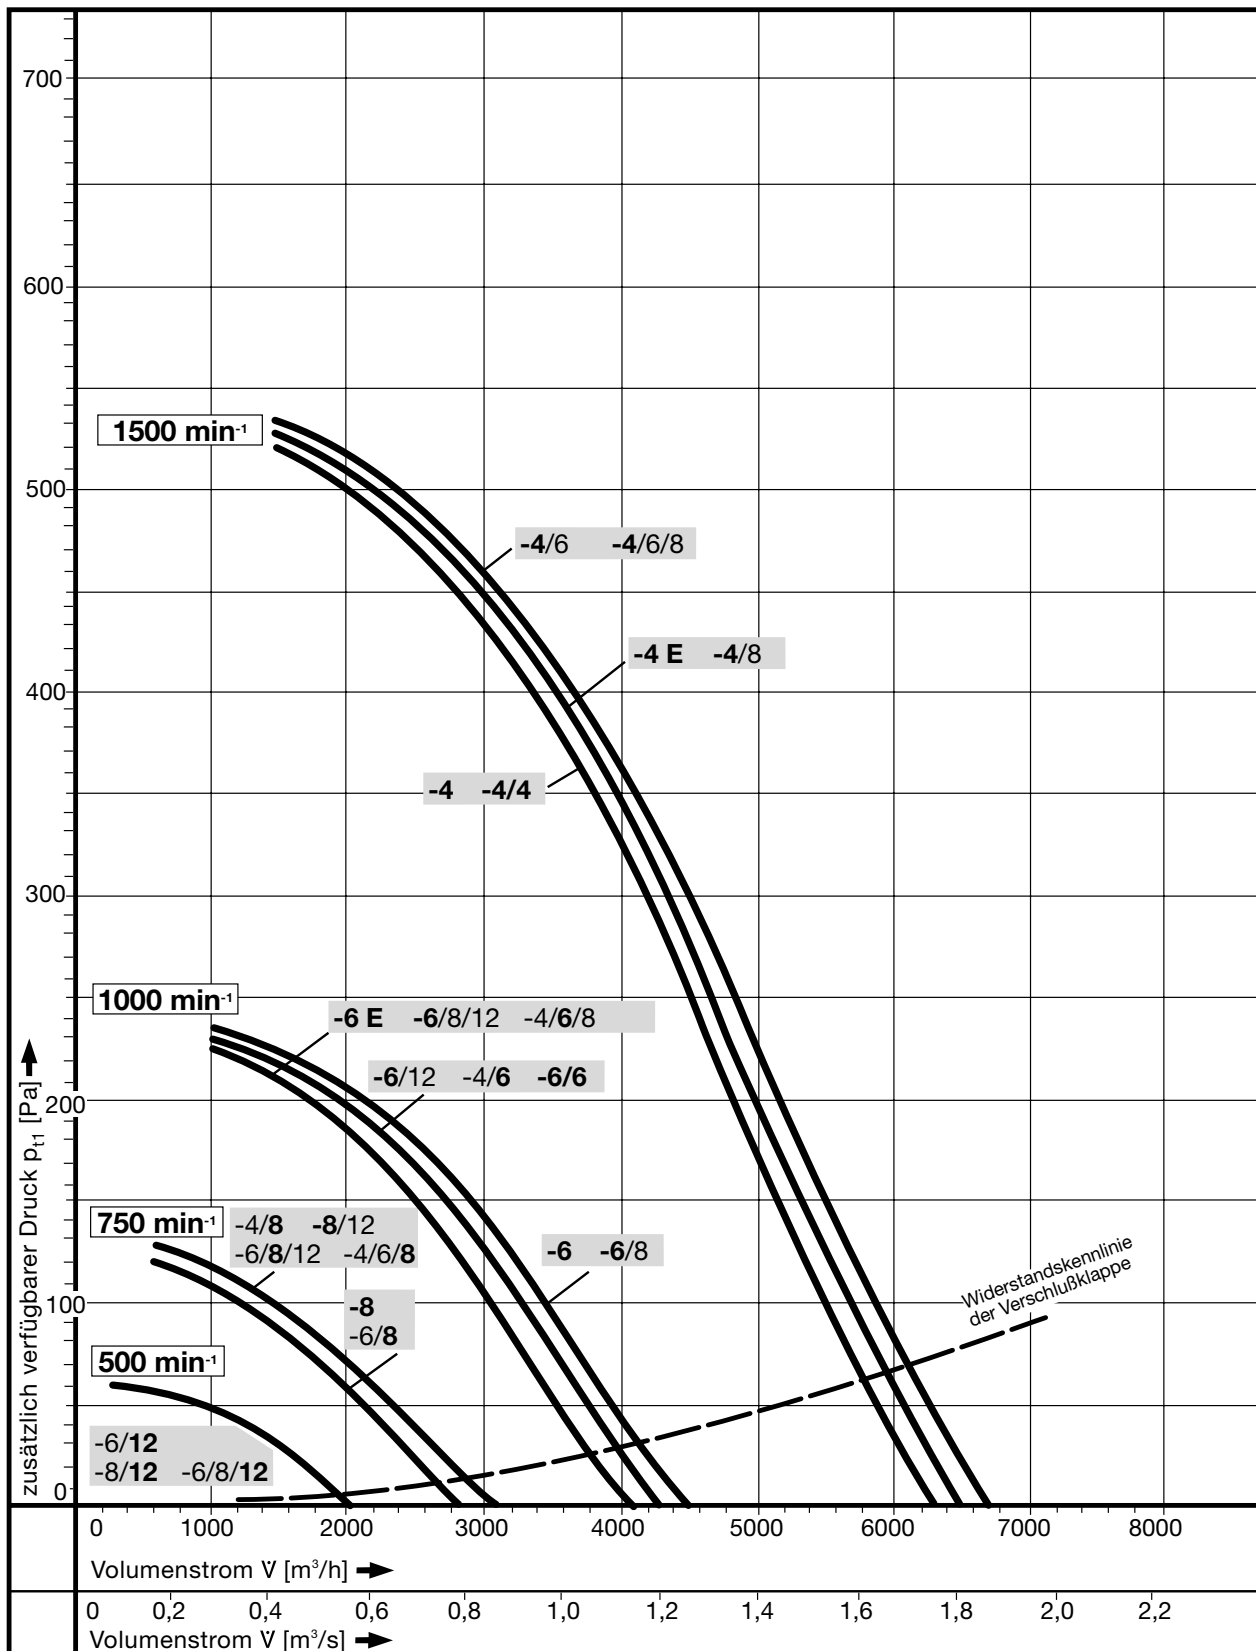 700
600
1500 min⁻¹
500
-4/6 -4/6/8
-4 E -4/8
400
-4 -4/4
300
1000 min⁻¹
-6 E -6/8/12 -4/6/8
-6/12 -4/6 -6/6
200
750 min⁻¹
-4/8 -8/12
-6/8/12 -4/6/8
-6 -6/8
Widerstandskennlinie
der Verschlußklappe
100
-8
-6/8
500 min⁻¹
-6/12
-8/12 -6/8/12
0
zusätzlich verfügbarer Druck pt1 [Pa]
0 1000 2000 3000 4000 5000 6000 7000 8000
Volumenstrom V̇ [m³/h]
0 0,2 0,4 0,6 0,8 1,0 1,2 1,4 1,6 1,8 2,0 2,2
Volumenstrom V̇ [m³/s]